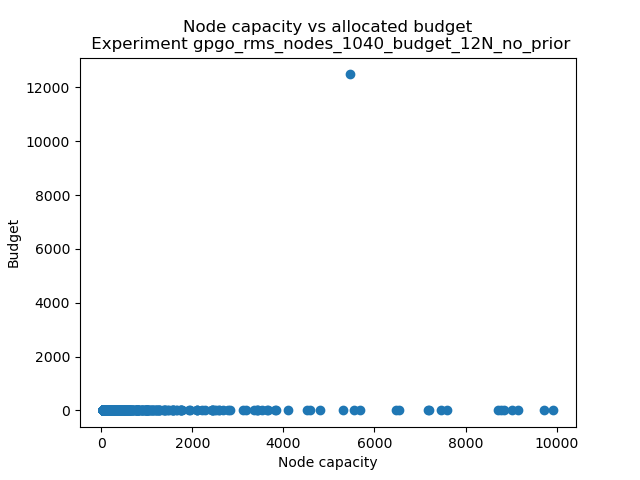 Node capacity vs allocated budget
Experiment gpgo_rms_nodes_1040_budget_12N_no_prior
12000
10000
8000
6000
4000
2000
0
Budget
0 2000 4000 6000 8000 10000
Node capacity